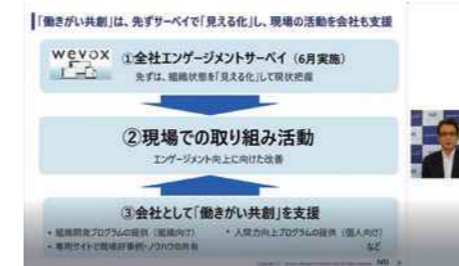 「働きがい共創」は、先ずサーベイで「見える化」し、現場の活動を会社も支援
wevox
①全社エンゲージメントサーベイ（6月実施）
先ずは、組織状態を「見える化」して現状把握
②現場での取り組み活動
エンゲージメント向上に向けた改善
③会社として「働きがい共創」を支援
• 組織開発プログラムの提供（組織向け）　• 人間力向上プログラムの提供（個人向け）
• 専用サイトで現場好事例・ノウハウの共有　など
NRI